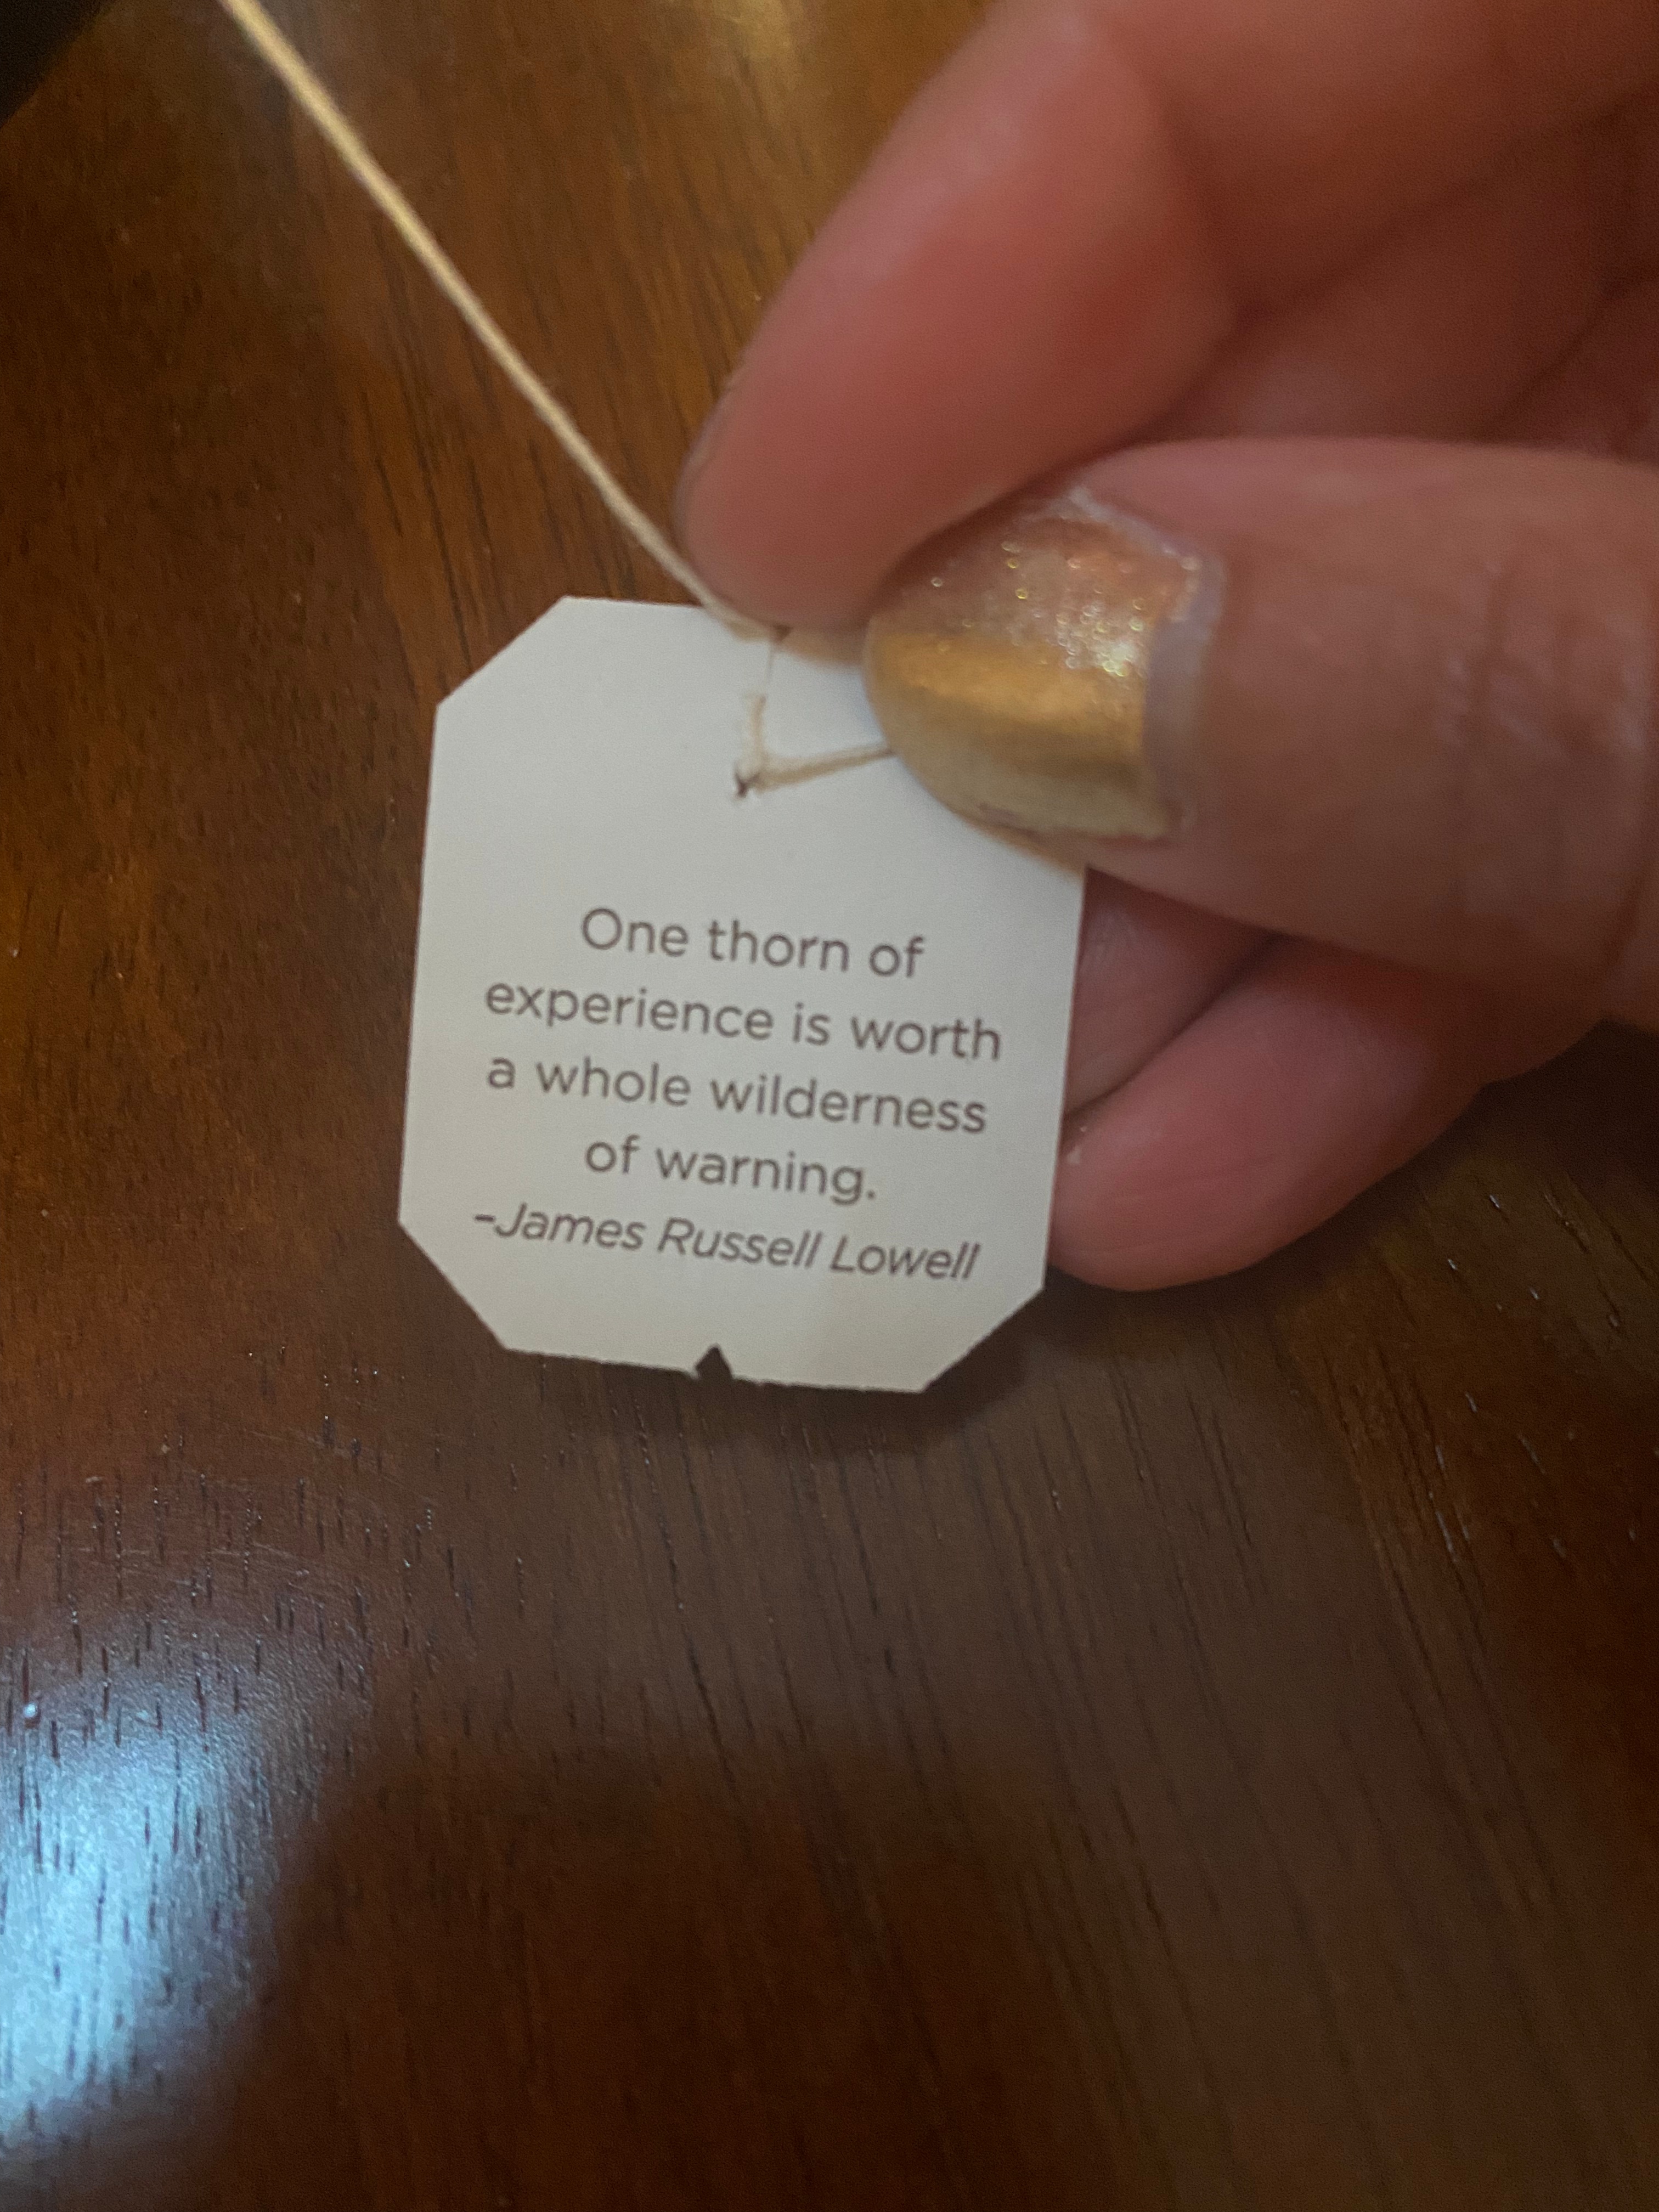 One thorn of
experience is worth
a whole wilderness
of warning.
-James Russell Lowell